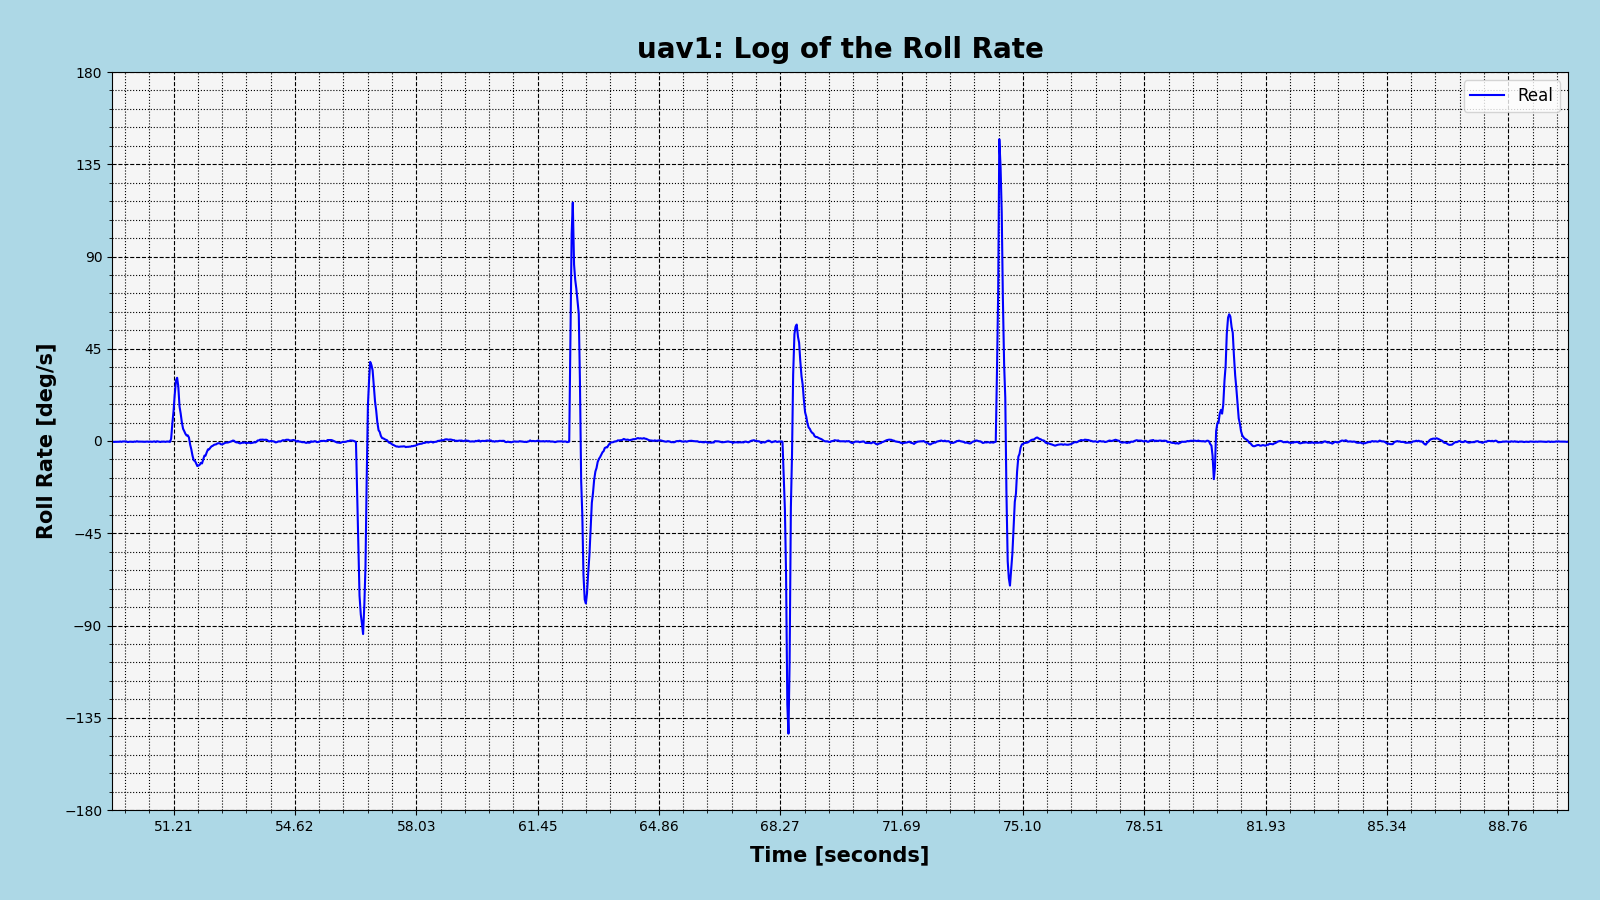 uav1: Log of the Roll Rate
Real
Roll Rate [deg/s]
180
135
90
45
0
−45
−90
−135
−180
51.21 54.62 58.03 61.45 64.86 68.27 71.69 75.10 78.51 81.93 85.34 88.76
Time [seconds]